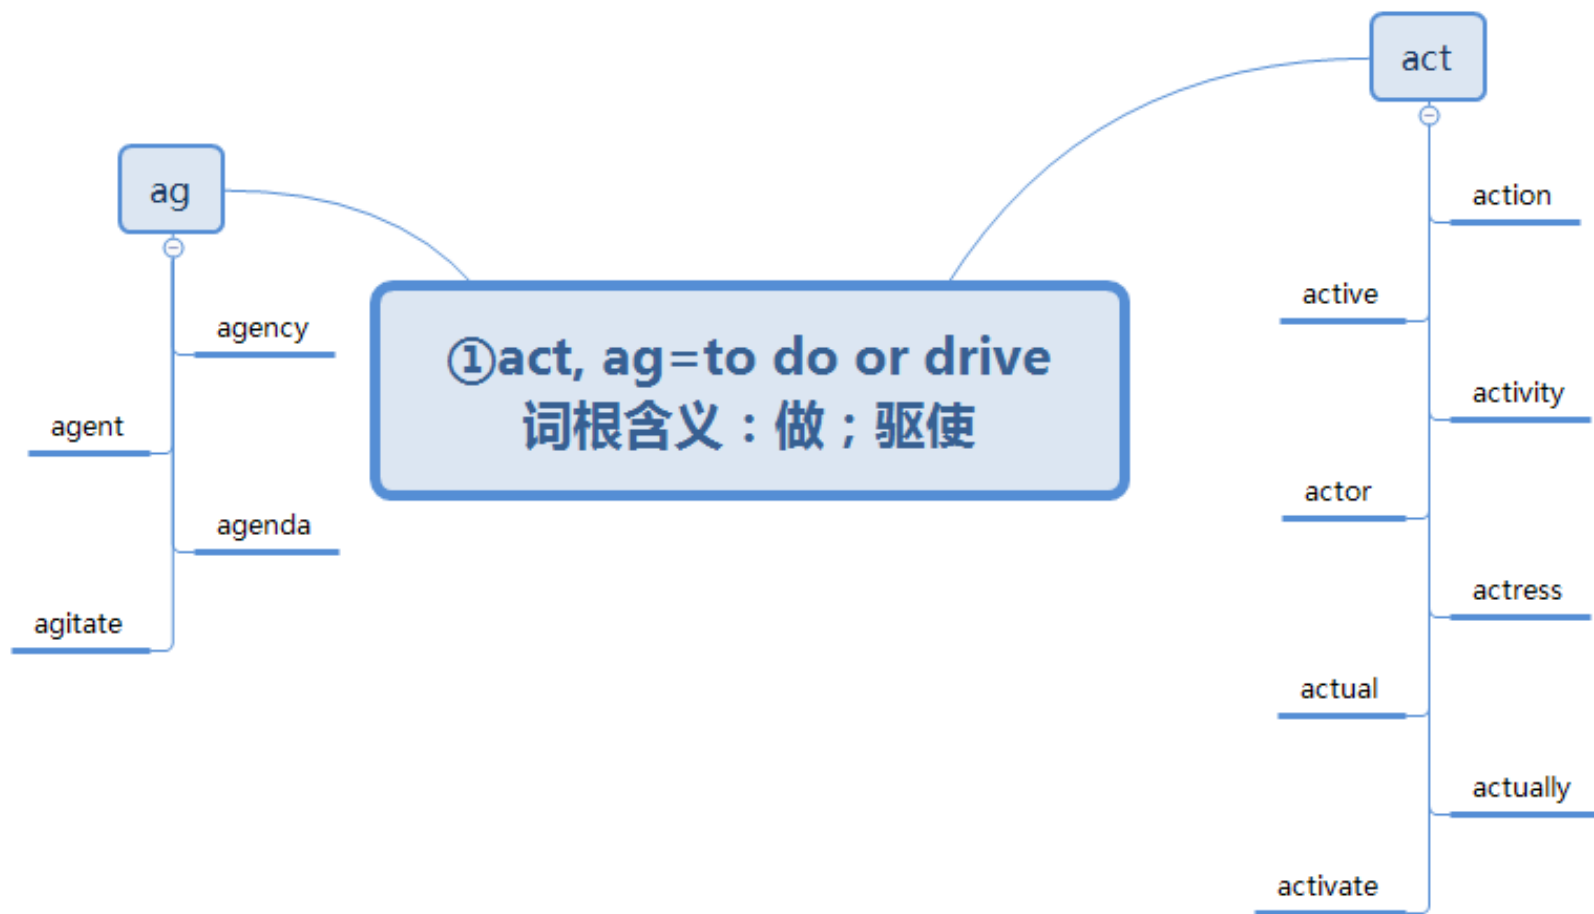 ①act, ag=to do or drive
词根含义：做；驱使
ag
agency
agent
agenda
agitate
act
action
active
activity
actor
actress
actual
actually
activate